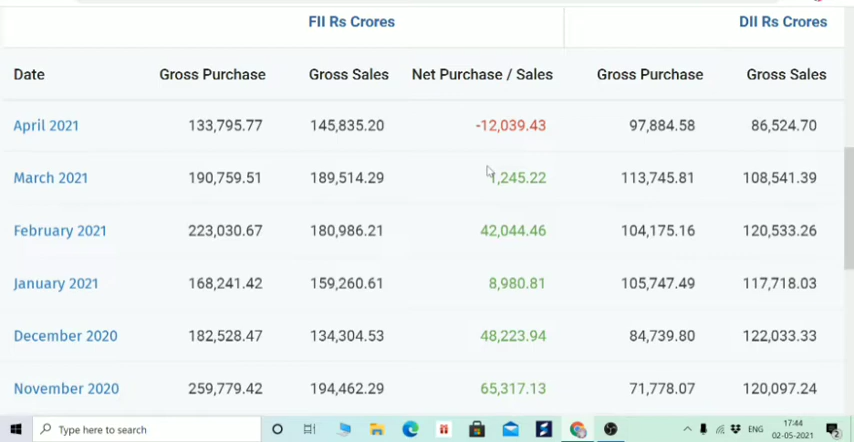 FII Rs Crores DII Rs Crores
Date Gross Purchase Gross Sales Net Purchase / Sales Gross Purchase Gross Sales
April 2021 133,795.77 145,835.20 -12,039.43 97,884.58 86,524.70
March 2021 190,759.51 189,514.29 1,245.22 113,745.81 108,541.39
February 2021 223,030.67 180,986.21 42,044.46 104,175.16 120,533.26
January 2021 168,241.42 159,260.61 8,980.81 105,747.49 117,718.03
December 2020 182,528.47 134,304.53 48,223.94 84,739.80 122,033.33
November 2020 259,779.42 194,462.29 65,317.13 71,778.07 120,097.24
Type here to search ENG 17:44
02-05-2021 2